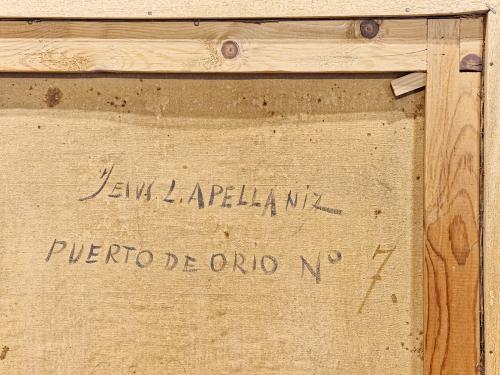 JESUS L. APELLANIZ
PUERTO DE ORIO Nº 7